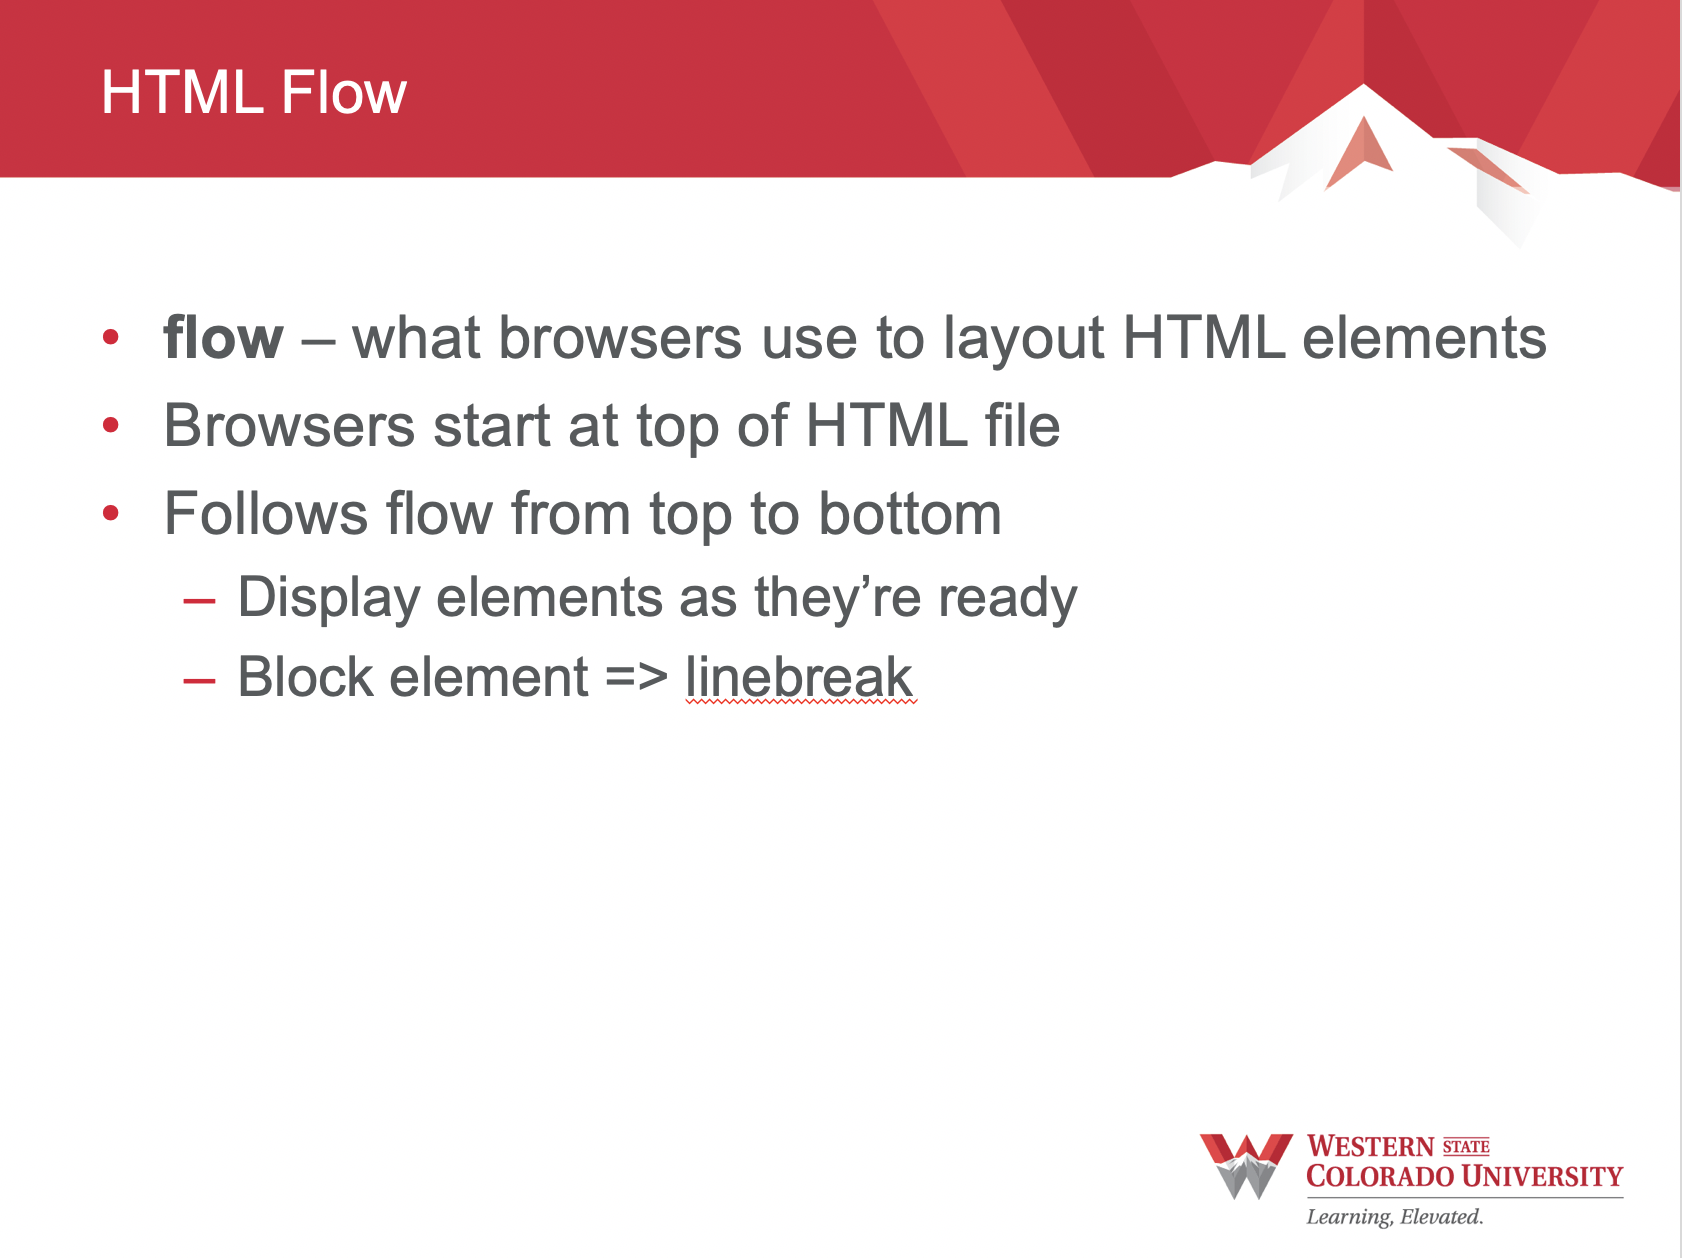 HTML Flow
• flow – what browsers use to layout HTML elements
• Browsers start at top of HTML file
• Follows flow from top to bottom
– Display elements as they’re ready
– Block element => linebreak
WESTERN STATE
COLORADO UNIVERSITY
Learning, Elevated.